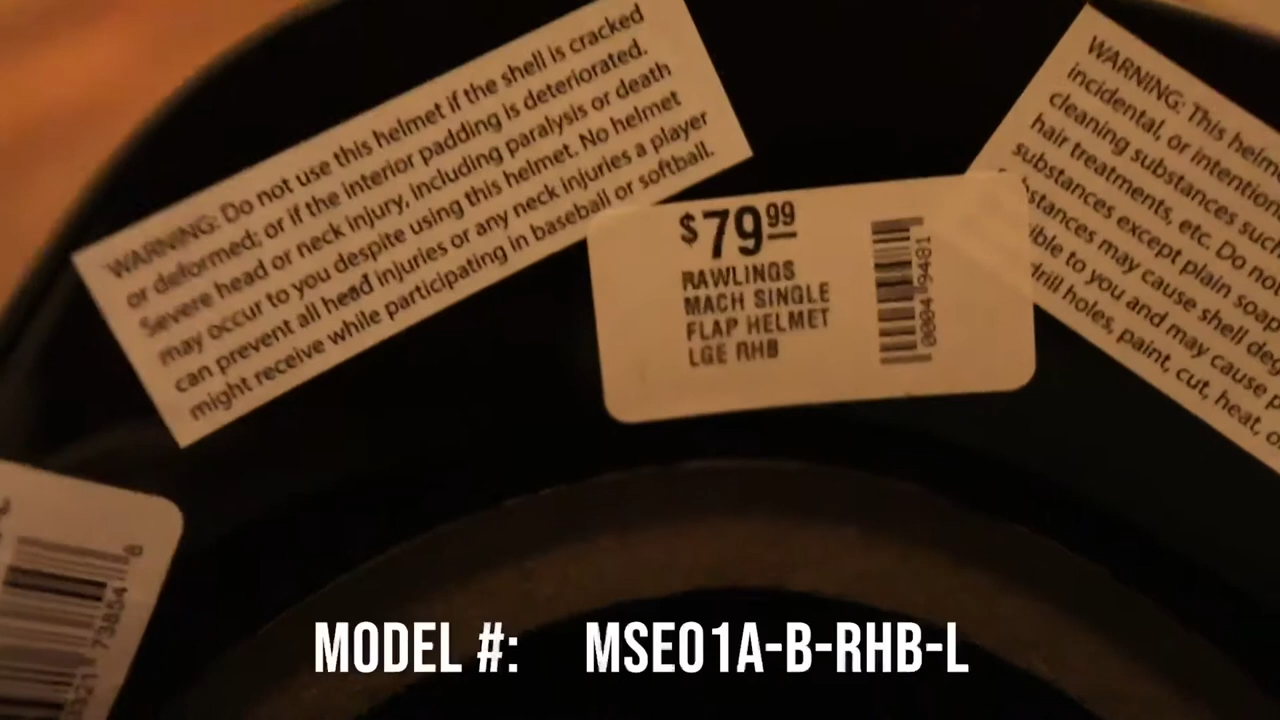 WARNING: Do not use this helmet if the shell is cracked
or deformed; or if the interior padding is deteriorated.
Severe head or neck injury, including paralysis or death
may occur to you despite using this helmet. No helmet
can prevent all head injuries or any neck injuries a player
might receive while participating in baseball or softball.
$79.99
RAWLINGS
MACH SINGLE
FLAP HELMET
LGE RHB
0004 9481
WARNING: This
incidental, or
cleaning substances
hair treatments, etc. Do not
substances except plain soap
may cause shell
to you and may cause
drill holes, paint, cut, heat,
73854 6
MODEL #: MSE01A-B-RHB-L